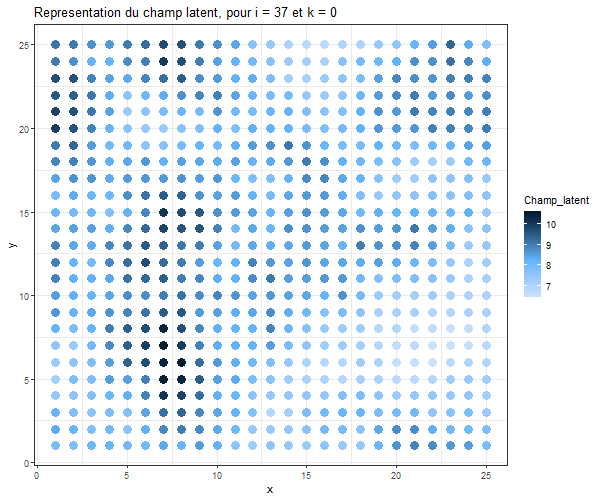 Representation du champ latent, pour i = 37 et k = 0
25
20
15
10
5
0
y
0 5 10 15 20 25
x
Champ_latent
10
9
8
7